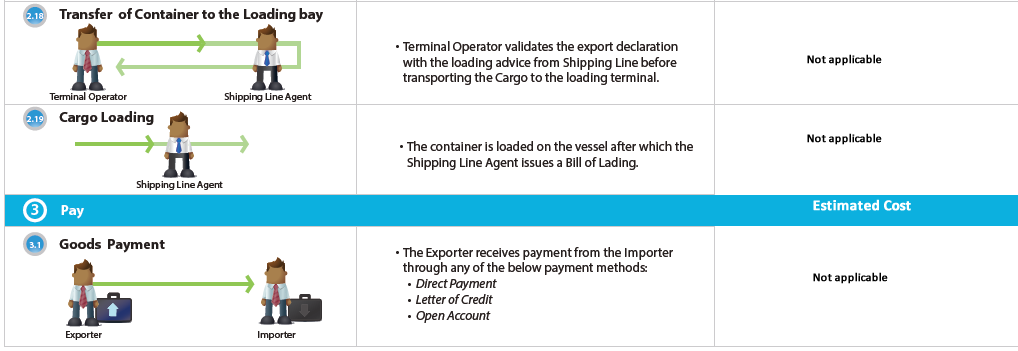 2.18 Transfer of Container to the Loading bay
Terminal Operator
Shipping Line Agent
• Terminal Operator validates the export declaration
with the loading advice from Shipping Line before
transporting the Cargo to the loading terminal.
Not applicable
2.19 Cargo Loading
Shipping Line Agent
• The container is loaded on the vessel after which the
Shipping Line Agent issues a Bill of Lading.
Not applicable
3 Pay
Estimated Cost
3.1 Goods Payment
Exporter
Importer
• The Exporter receives payment from the Importer
through any of the below payment methods:
• Direct Payment
• Letter of Credit
• Open Account
Not applicable